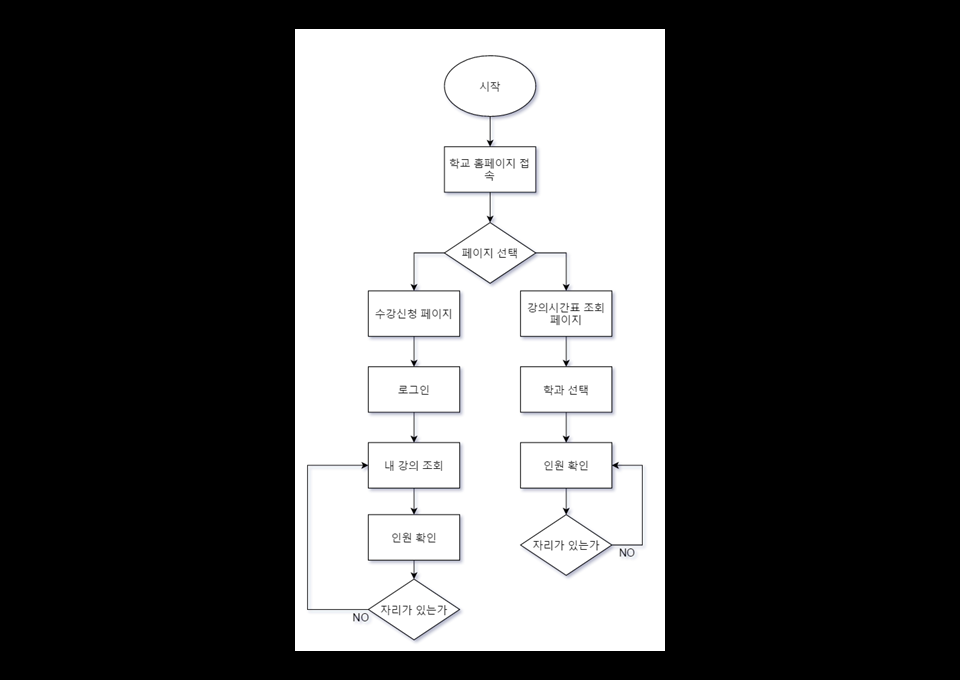 시작
학교 홈페이지 접
속
페이지 선택
수강신청 페이지
강의시간표 조회
페이지
로그인
학과 선택
내 강의 조회
인원 확인
인원 확인
자리가 있는가
NO
자리가 있는가
NO